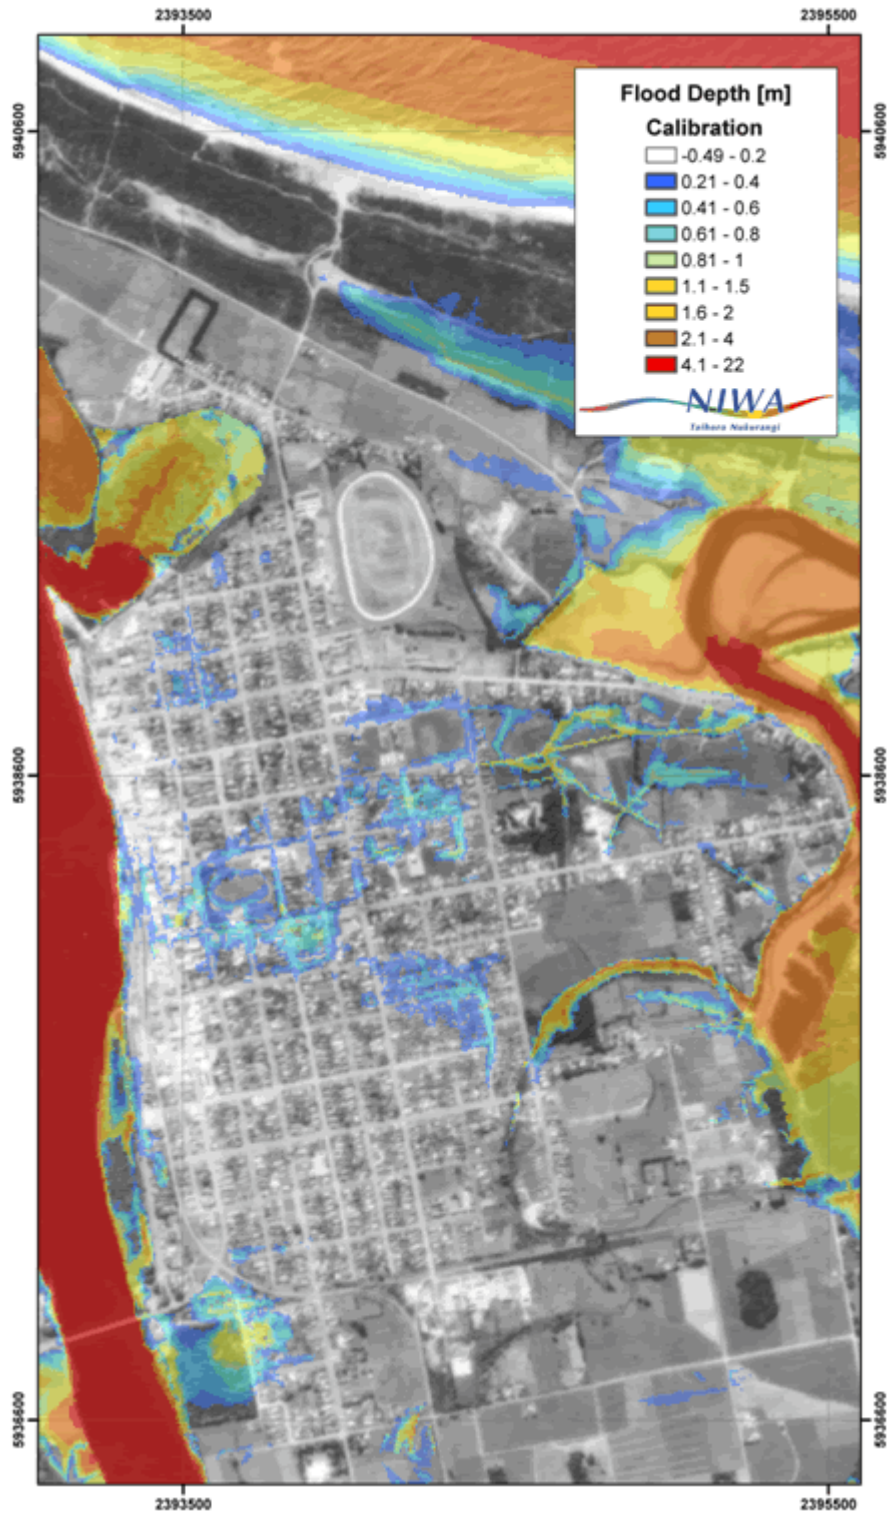 2393500
2395500
5940600
5940600
Flood Depth [m]
Calibration
-0.49 - 0.2
0.21 - 0.4
0.41 - 0.6
0.61 - 0.8
0.81 - 1
1.1 - 1.5
1.6 - 2
2.1 - 4
4.1 - 22
NIWA
Taihoro Nukurangi
5938600
5938600
5936600
5936600
2393500
2395500